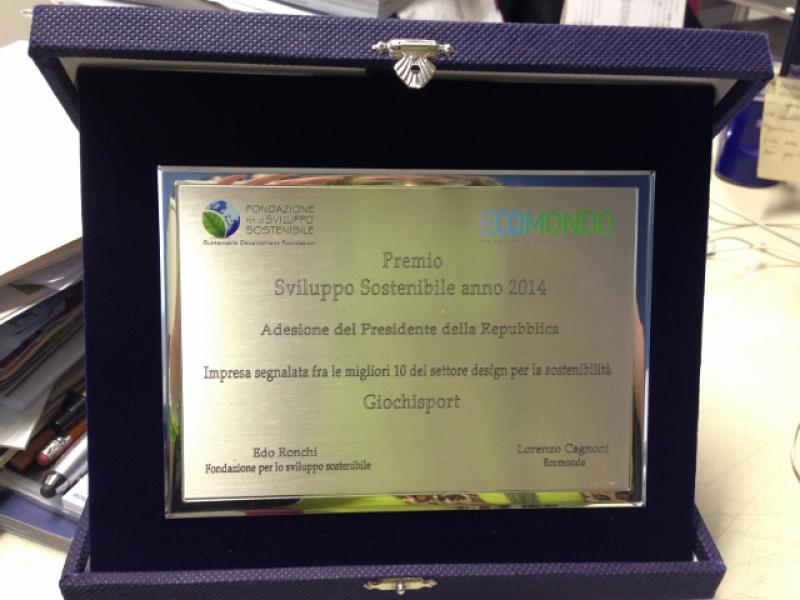 FONDAZIONE
PER LO SVILUPPO
SOSTENIBILE
Sustainable Development Foundation
ECOMONDO
Premio
Sviluppo Sostenibile anno 2014
Adesione del Presidente della Repubblica
Impresa segnalata fra le migliori 10 del settore design per la sostenibilità
Giochisport
Edo Ronchi
Fondazione per lo sviluppo sostenibile
Lorenzo Cagnoni
Ecomondo